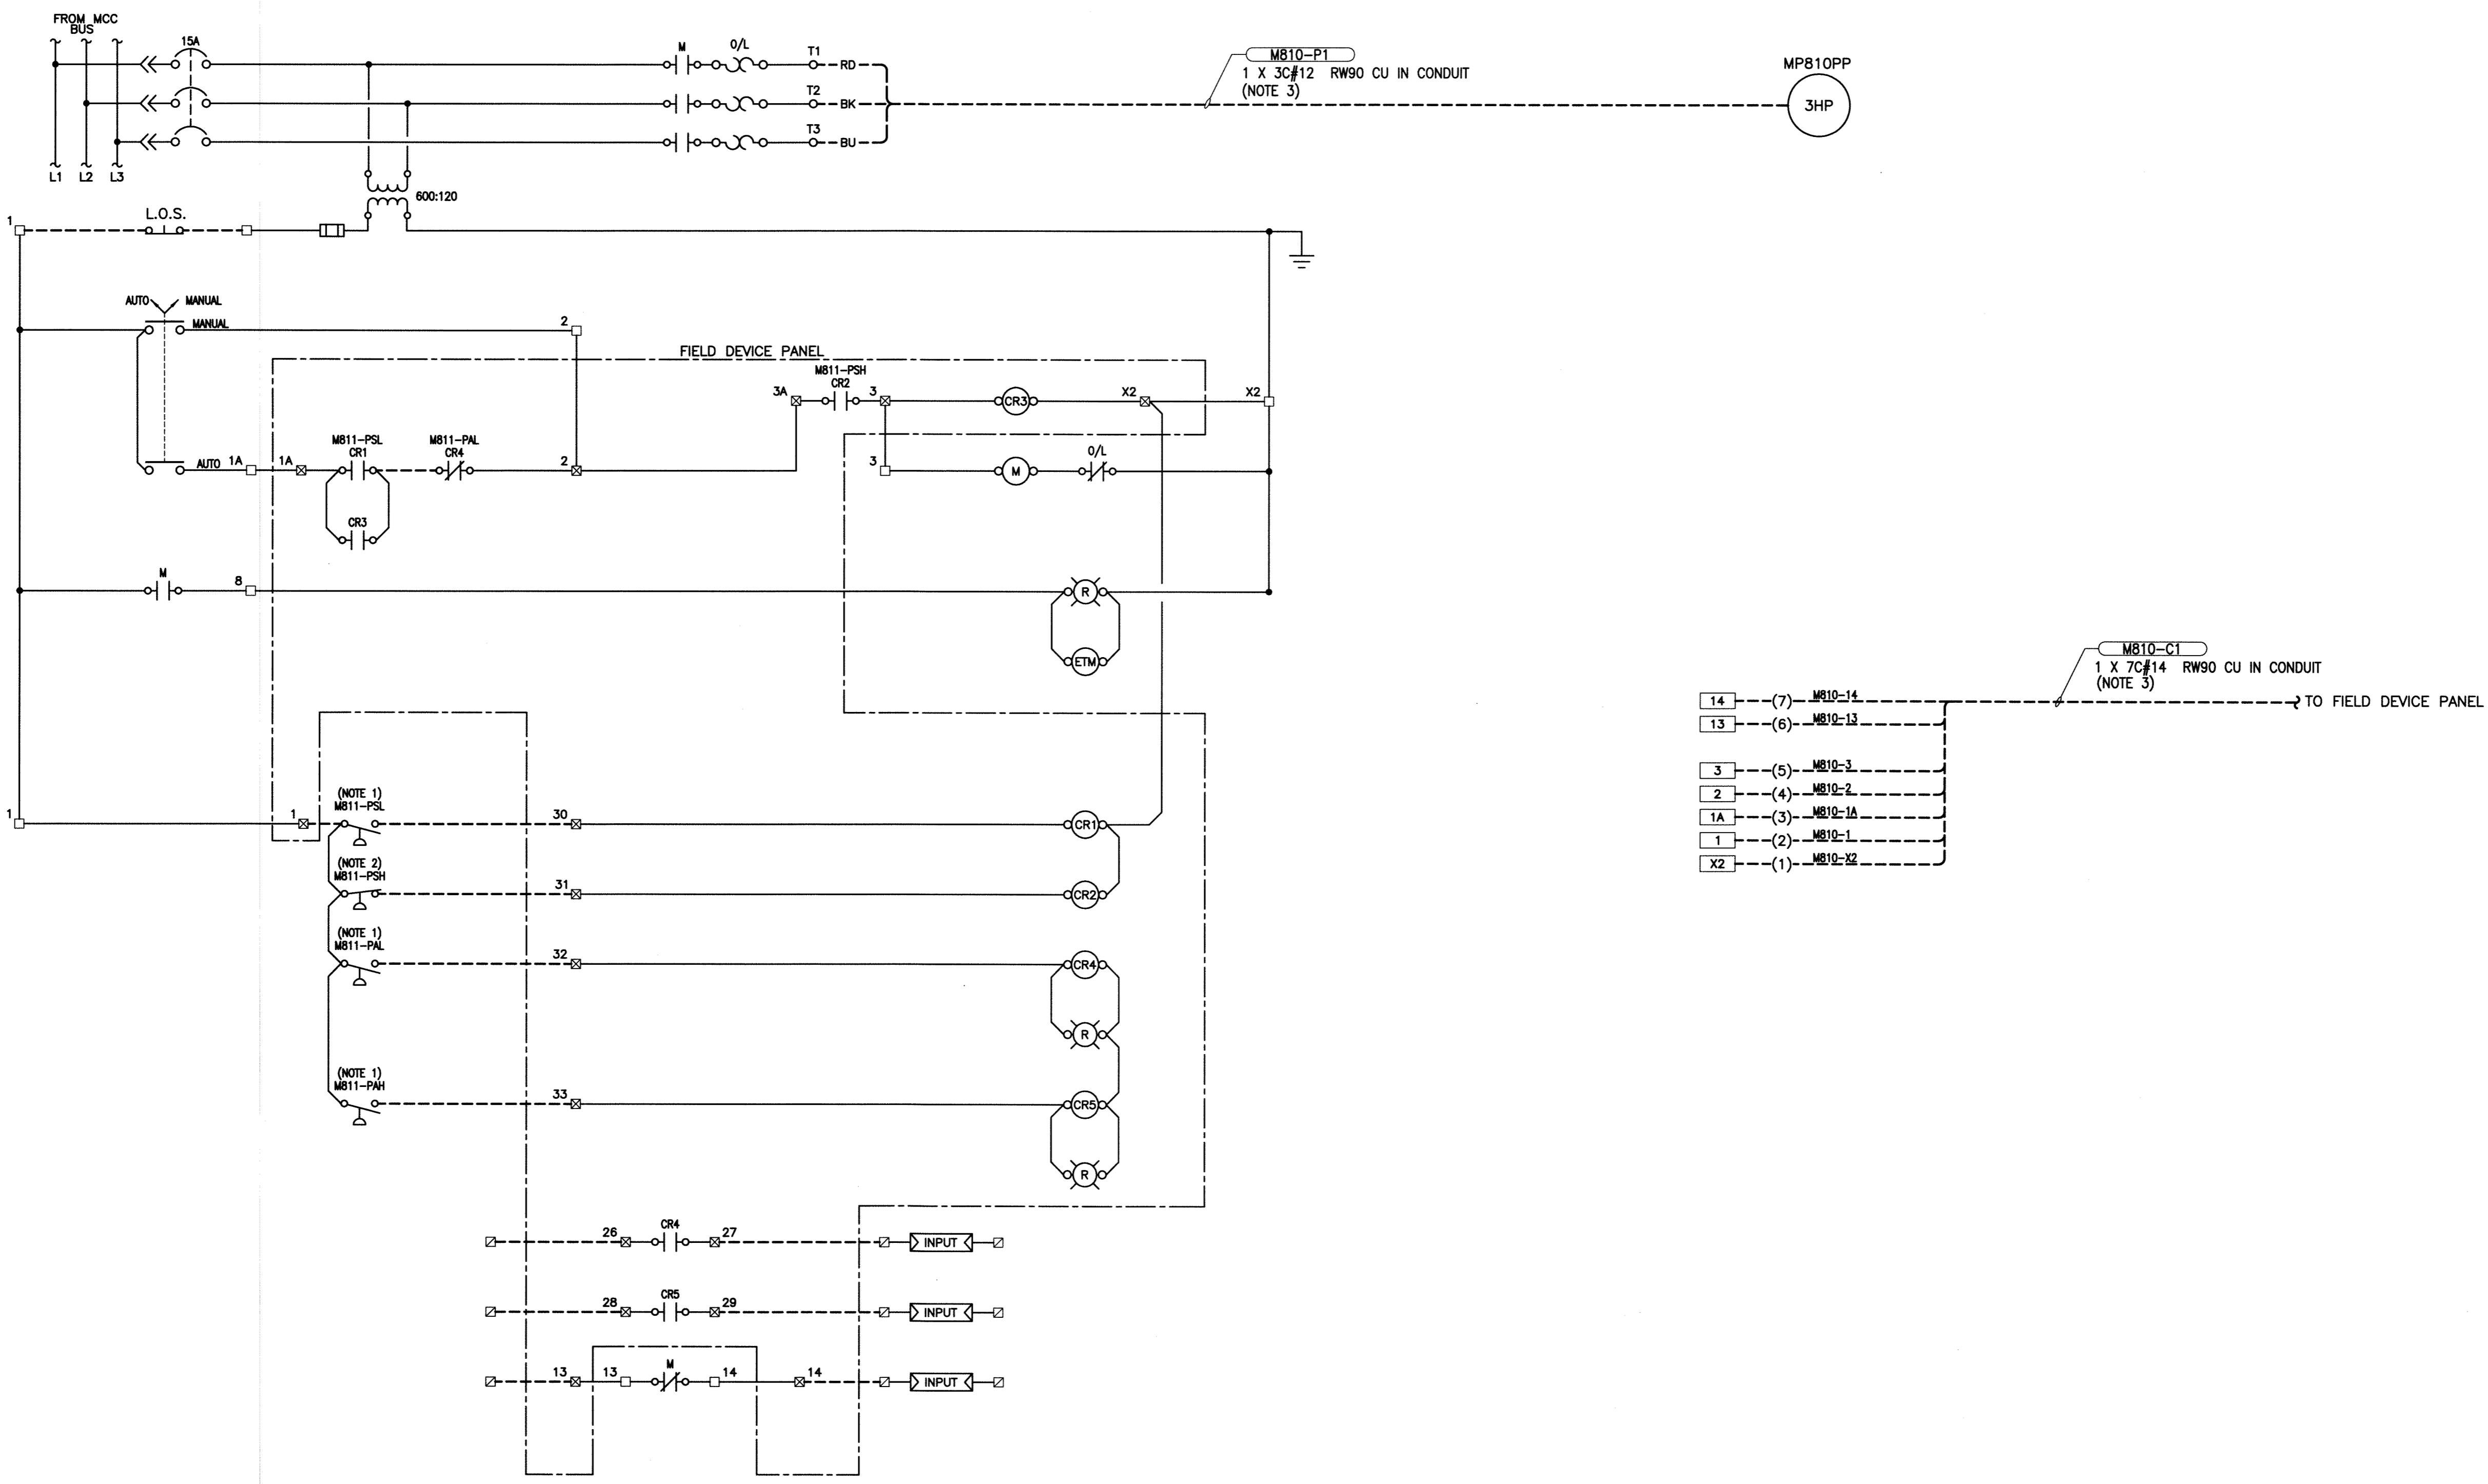 FROM MCC
BUS
15A
M
O/L
T1
RD
T2
BK
T3
BU
L1
L2
L3
M810-P1
1 X 3C#12 RW90 CU IN CONDUIT
(NOTE 3)
MP810PP
3HP
600:120
1
L.O.S.
AUTO
MANUAL
MANUAL
2
FIELD DEVICE PANEL
M811-PSH
CR2
3A
3
CR3
X2
X2
AUTO
1A
1A
M811-PSL
CR1
M811-PAL
CR4
2
3
M
O/L
CR3
M
8
R
ETM
M810-C1
1 X 7C#14 RW90 CU IN CONDUIT
(NOTE 3)
14 (7) M810-14
TO FIELD DEVICE PANEL
13 (6) M810-13
3 (5) M810-3
2 (4) M810-2
1A (3) M810-1A
1 (2) M810-1
X2 (1) M810-X2
1
1
(NOTE 1)
M811-PSL
30
CR1
(NOTE 2)
M811-PSH
31
CR2
(NOTE 1)
M811-PAL
32
CR4
R
(NOTE 1)
M811-PAH
33
CR5
R
26
CR4
27
INPUT
28
CR5
29
INPUT
13
13
M
14
14
INPUT